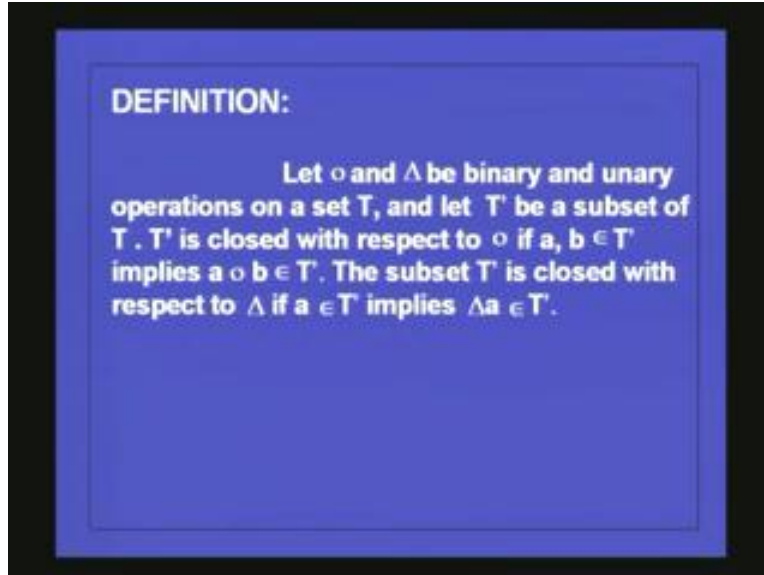 DEFINITION:
Let o and Δ be binary and unary
operations on a set T, and let T' be a subset of
T . T' is closed with respect to o if a, b ∈ T'
implies a o b ∈ T'. The subset T' is closed with
respect to Δ if a ∈ T' implies Δa ∈ T'.